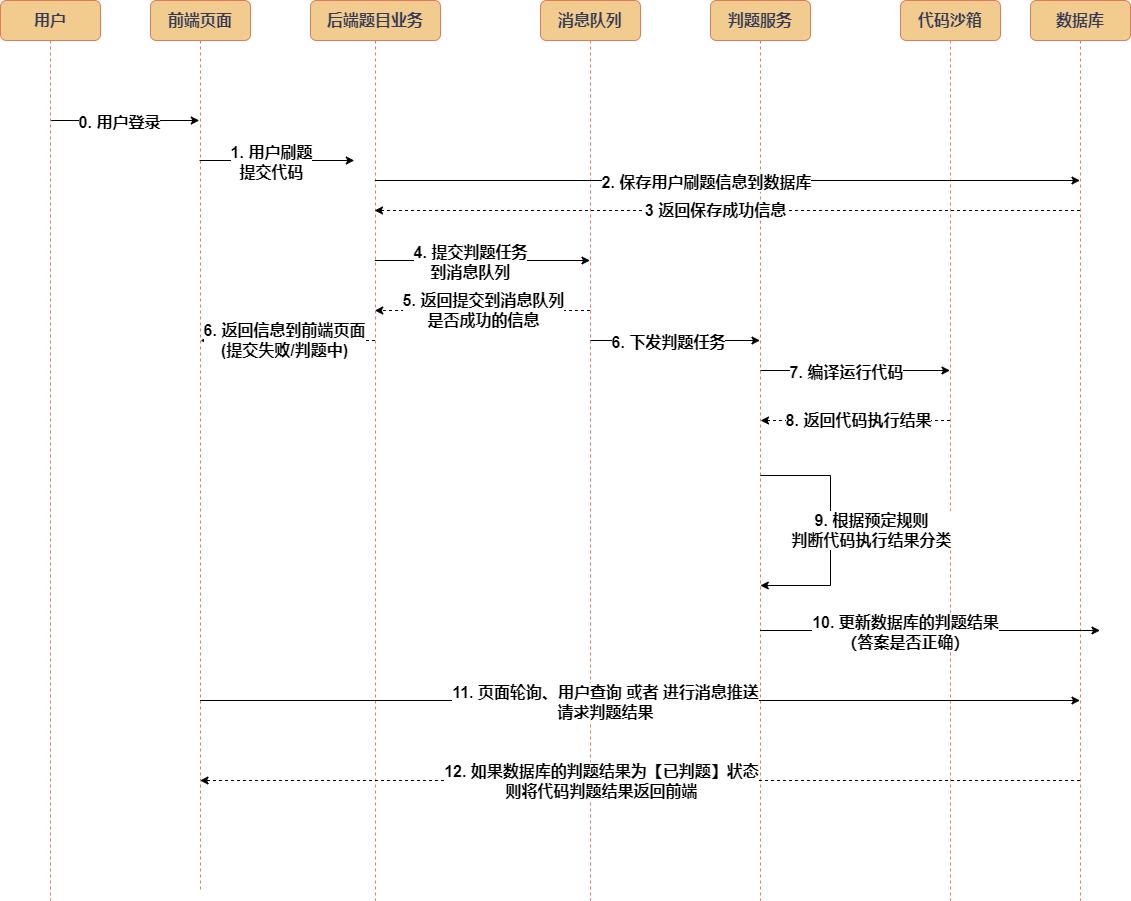 用户
前端页面
后端题目业务
消息队列
判题服务
代码沙箱
数据库
0. 用户登录
1. 用户刷题
提交代码
2. 保存用户刷题信息到数据库
3 返回保存成功信息
4. 提交判题任务
到消息队列
5. 返回提交到消息队列
是否成功的信息
6. 返回信息到前端页面
(提交失败/判题中)
6. 下发判题任务
7. 编译运行代码
8. 返回代码执行结果
9. 根据预定规则
判断代码执行结果分类
10. 更新数据库的判题结果
(答案是否正确)
11. 页面轮询、用户查询 或者 进行消息推送
请求判题结果
12. 如果数据库的判题结果为【已判题】状态
则将代码判题结果返回前端